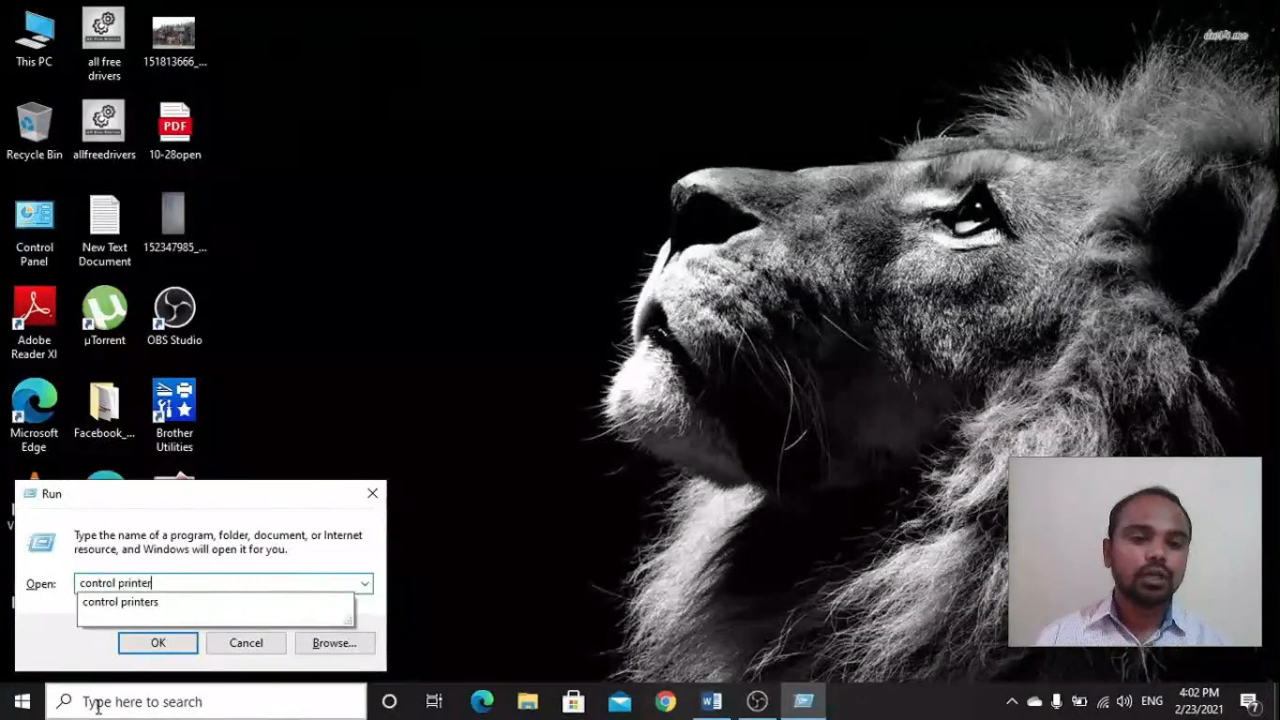 This PC
all free
drivers
151813666_...
Recycle Bin
allfreedrivers
PDF
10-28open
Control
Panel
New Text
Document
152347985_...
Adobe
Reader XI
µTorrent
OBS Studio
Microsoft
Edge
Facebook_...
Brother
Utilities
Run
Type the name of a program, folder, document, or Internet
resource, and Windows will open it for you.
Open:
control printer
control printers
OK
Cancel
Browse...
Type here to search
ENG
4:02 PM
2/23/2021
7